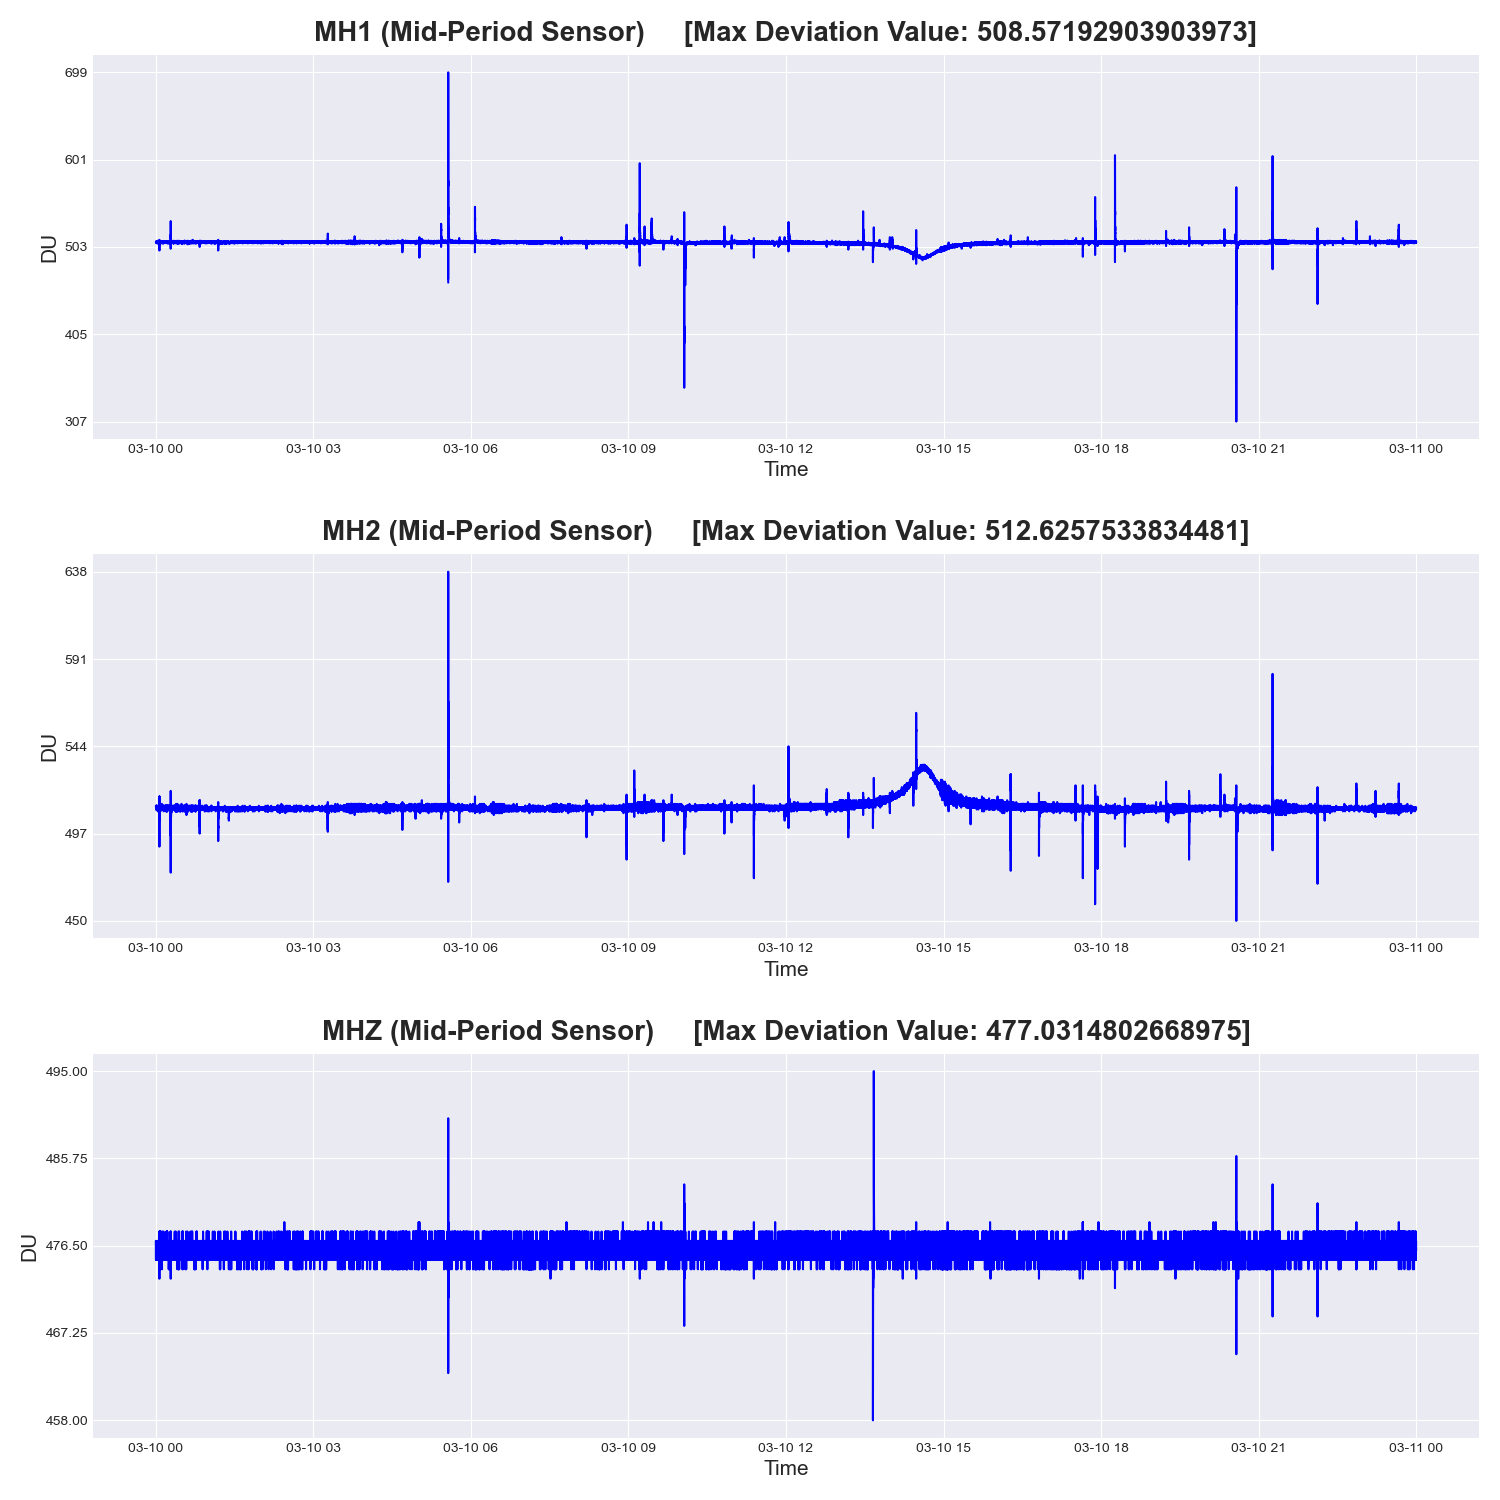 MH1 (Mid-Period Sensor) [Max Deviation Value: 508.57192903903973]
699
601
503
405
307
DU
03-10 00 03-10 03 03-10 06 03-10 09 03-10 12 03-10 15 03-10 18 03-10 21 03-11 00
Time
MH2 (Mid-Period Sensor) [Max Deviation Value: 512.6257533834481]
638
591
544
497
450
DU
03-10 00 03-10 03 03-10 06 03-10 09 03-10 12 03-10 15 03-10 18 03-10 21 03-11 00
Time
MHZ (Mid-Period Sensor) [Max Deviation Value: 477.0314802668975]
495.00
485.75
476.50
467.25
458.00
DU
03-10 00 03-10 03 03-10 06 03-10 09 03-10 12 03-10 15 03-10 18 03-10 21 03-11 00
Time